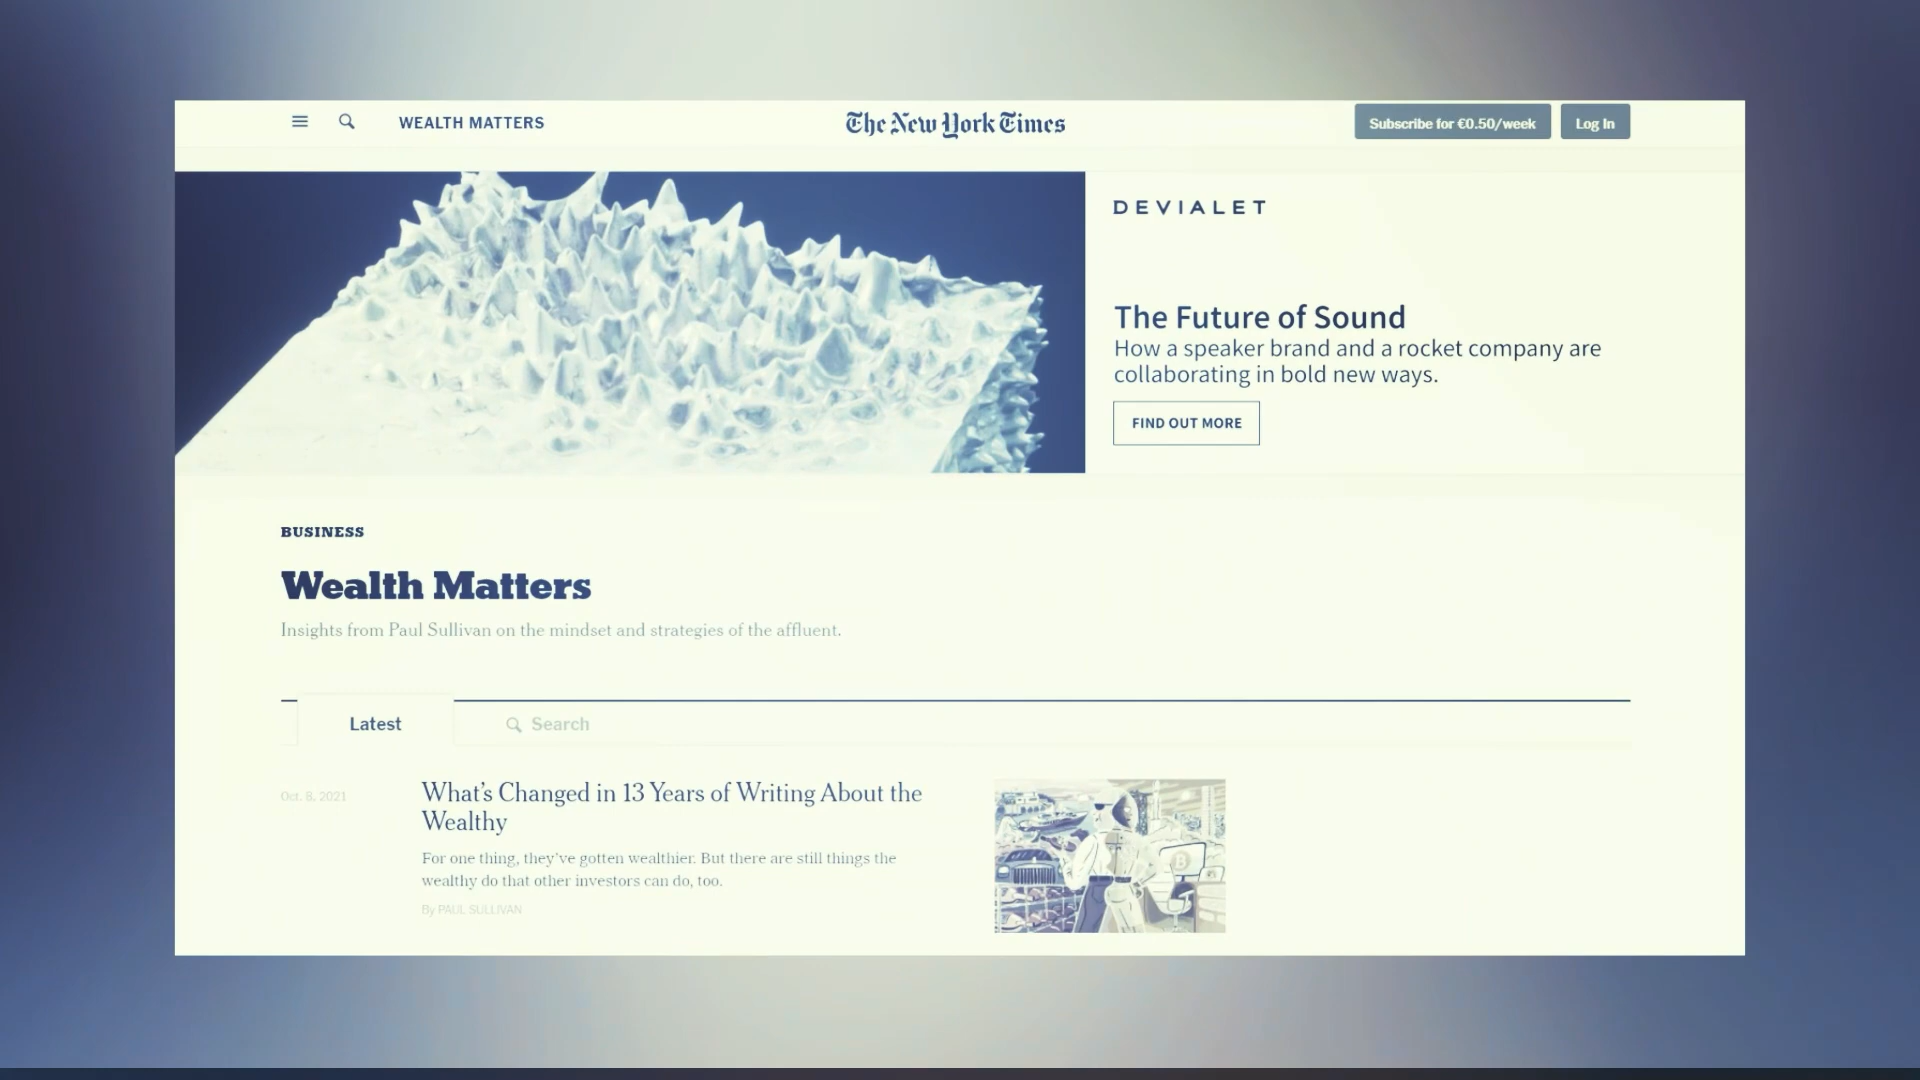 WEALTH MATTERS
The New York Times
Subscribe for €0.50/week
Log In
DEVIALET
The Future of Sound
How a speaker brand and a rocket company are
collaborating in bold new ways.
FIND OUT MORE
BUSINESS
Wealth Matters
Insights from Paul Sullivan on the mindset and strategies of the affluent.
Latest
Search
Oct. 8, 2021
What's Changed in 13 Years of Writing About the
Wealthy
For one thing, they've gotten wealthier. But there are still things the
wealthy do that other investors can do, too.
By PAUL SULLIVAN